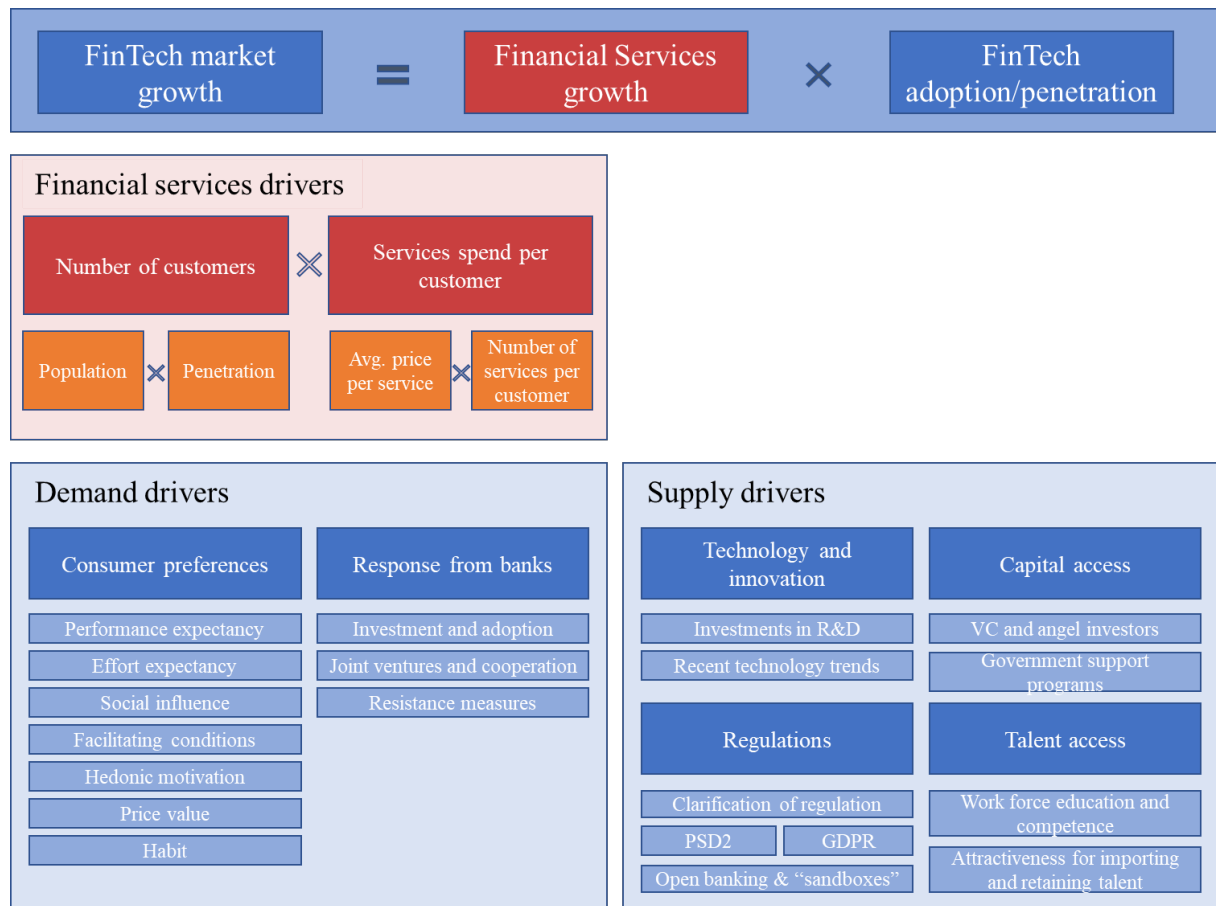 FinTech market
growth
=
Financial Services
growth
×
FinTech
adoption/penetration
Financial services drivers
Number of customers
×
Services spend per
customer
Population
×
Penetration
Avg. price
per service
×
Number of
services per
customer
Demand drivers
Consumer preferences
Performance expectancy
Effort expectancy
Social influence
Facilitating conditions
Hedonic motivation
Price value
Habit
Response from banks
Investment and adoption
Joint ventures and cooperation
Resistance measures
Supply drivers
Technology and
innovation
Investments in R&D
Recent technology trends
Capital access
VC and angel investors
Government support
programs
Regulations
Clarification of regulation
PSD2
GDPR
Open banking & “sandboxes”
Talent access
Work force education and
competence
Attractiveness for importing
and retaining talent